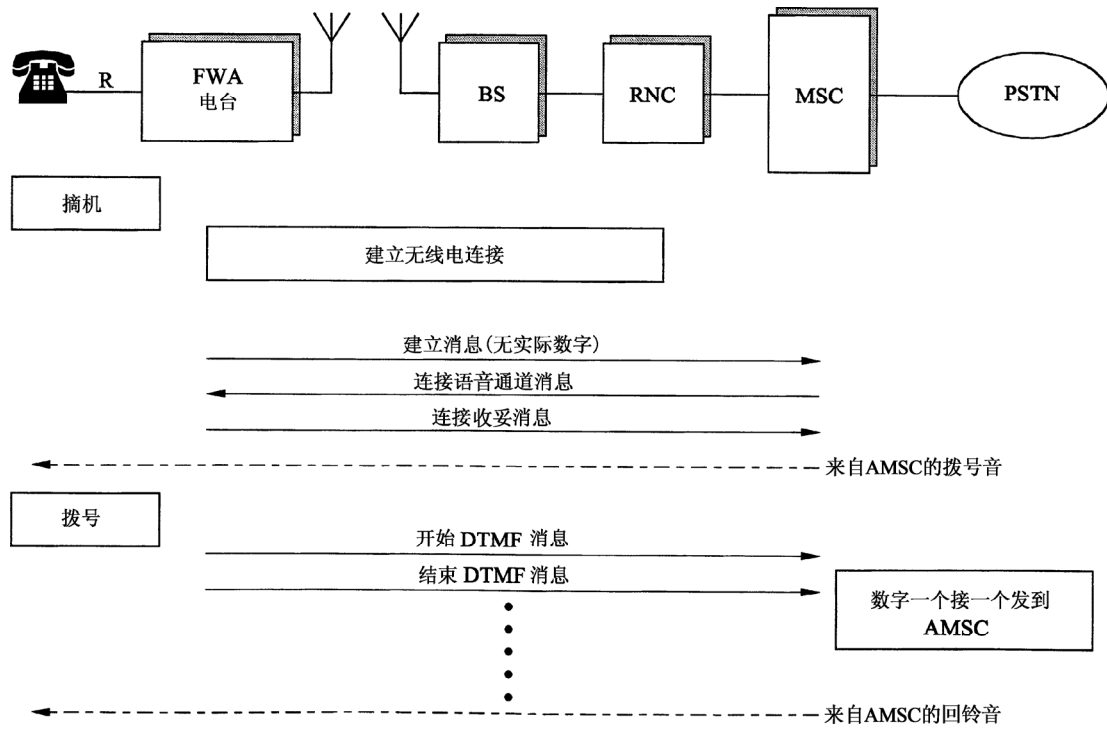 R
FWA
电台
BS
RNC
MSC
PSTN
摘机
建立无线电连接
建立消息(无实际数字)
连接语音通道消息
连接收妥消息
来自AMSC的拨号音
拨号
开始 DTMF 消息
结束 DTMF 消息
数字一个接一个发到
AMSC
来自AMSC的回铃音